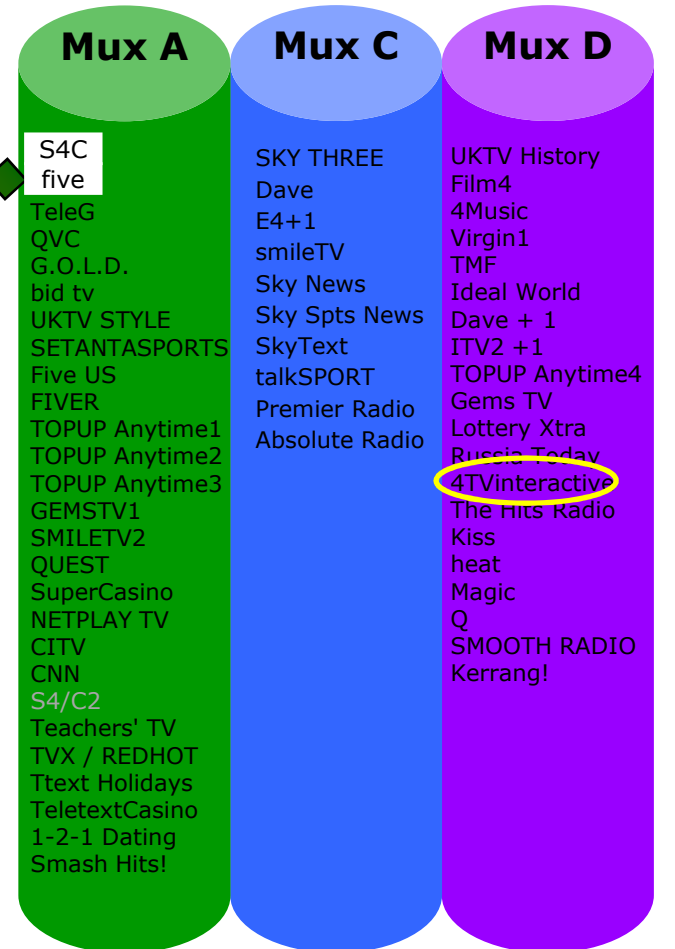 Mux A
S4C
five
TeleG
QVC
G.O.L.D.
bid tv
UKTV STYLE
SETANTASPORTS
Five US
FIVER
TOPUP Anytime1
TOPUP Anytime2
TOPUP Anytime3
GEMSTV1
SMILETV2
QUEST
SuperCasino
NETPLAY TV
CITV
CNN
S4/C2
Teachers' TV
TVX / REDHOT
Ttext Holidays
TeletextCasino
1-2-1 Dating
Smash Hits!
Mux C
SKY THREE
Dave
E4+1
smileTV
Sky News
Sky Spts News
SkyText
talkSPORT
Premier Radio
Absolute Radio
Mux D
UKTV History
Film4
4Music
Virgin1
TMF
Ideal World
Dave + 1
ITV2 +1
TOPUP Anytime4
Gems TV
Lottery Xtra
Russia Today
4TVinteractive
The Hits Radio
Kiss
heat
Magic
Q
SMOOTH RADIO
Kerrang!